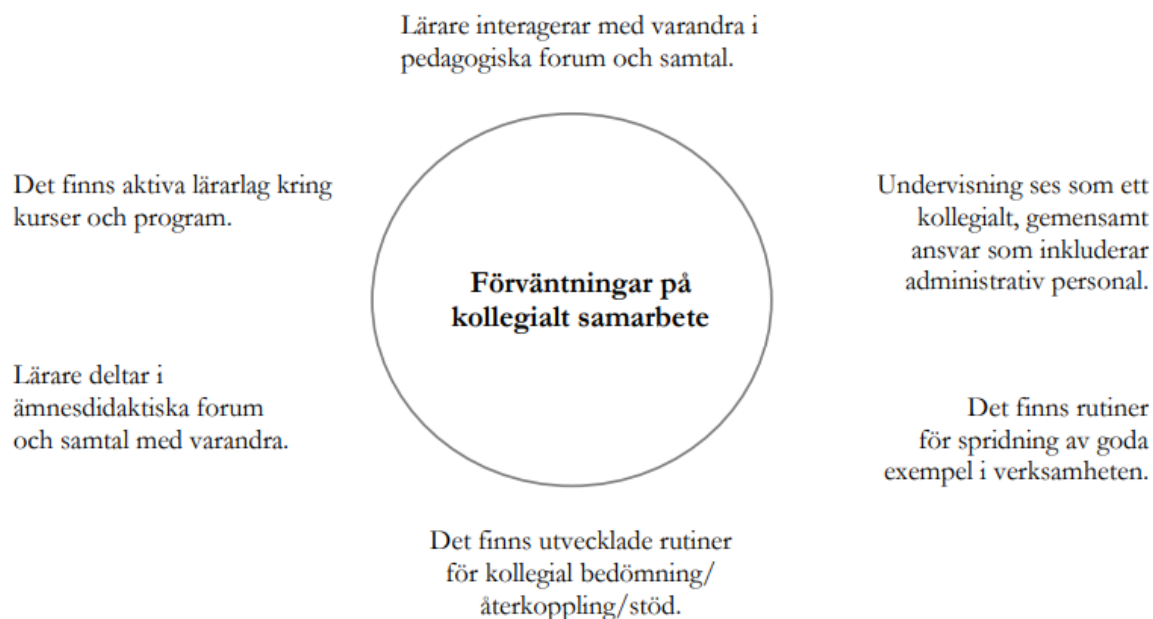 Lärare interagerar med varandra i
pedagogiska forum och samtal.
Det finns aktiva lärarlag kring
kurser och program.
Undervisning ses som ett
kollegialt, gemensamt
ansvar som inkluderar
administrativ personal.
Förväntningar på
kollegialt samarbete
Lärare deltar i
ämnesdidaktiska forum
och samtal med varandra.
Det finns rutiner
för spridning av goda
exempel i verksamheten.
Det finns utvecklade rutiner
för kollegial bedömning/
återkoppling/stöd.